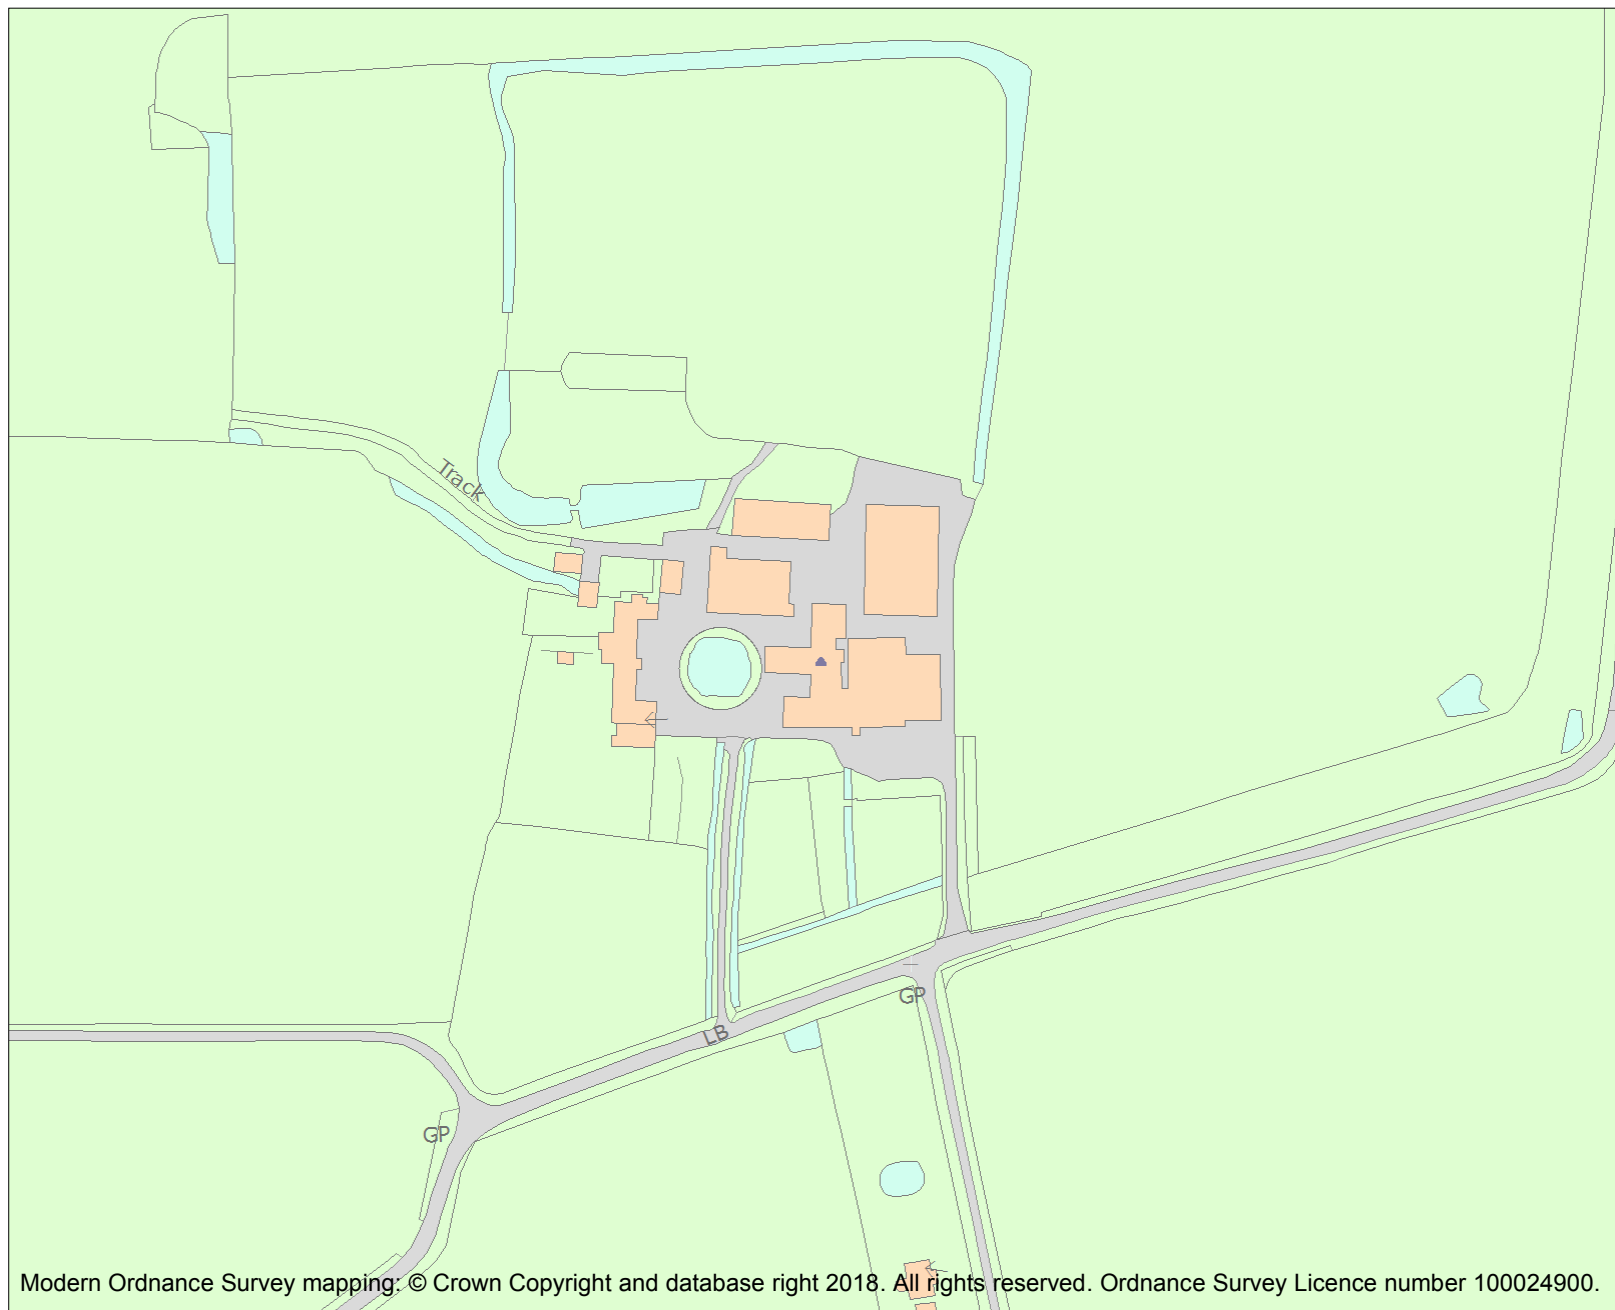 Track
GP
LB
GP
Modern Ordnance Survey mapping: © Crown Copyright and database right 2018. All rights reserved. Ordnance Survey Licence number 100024900.